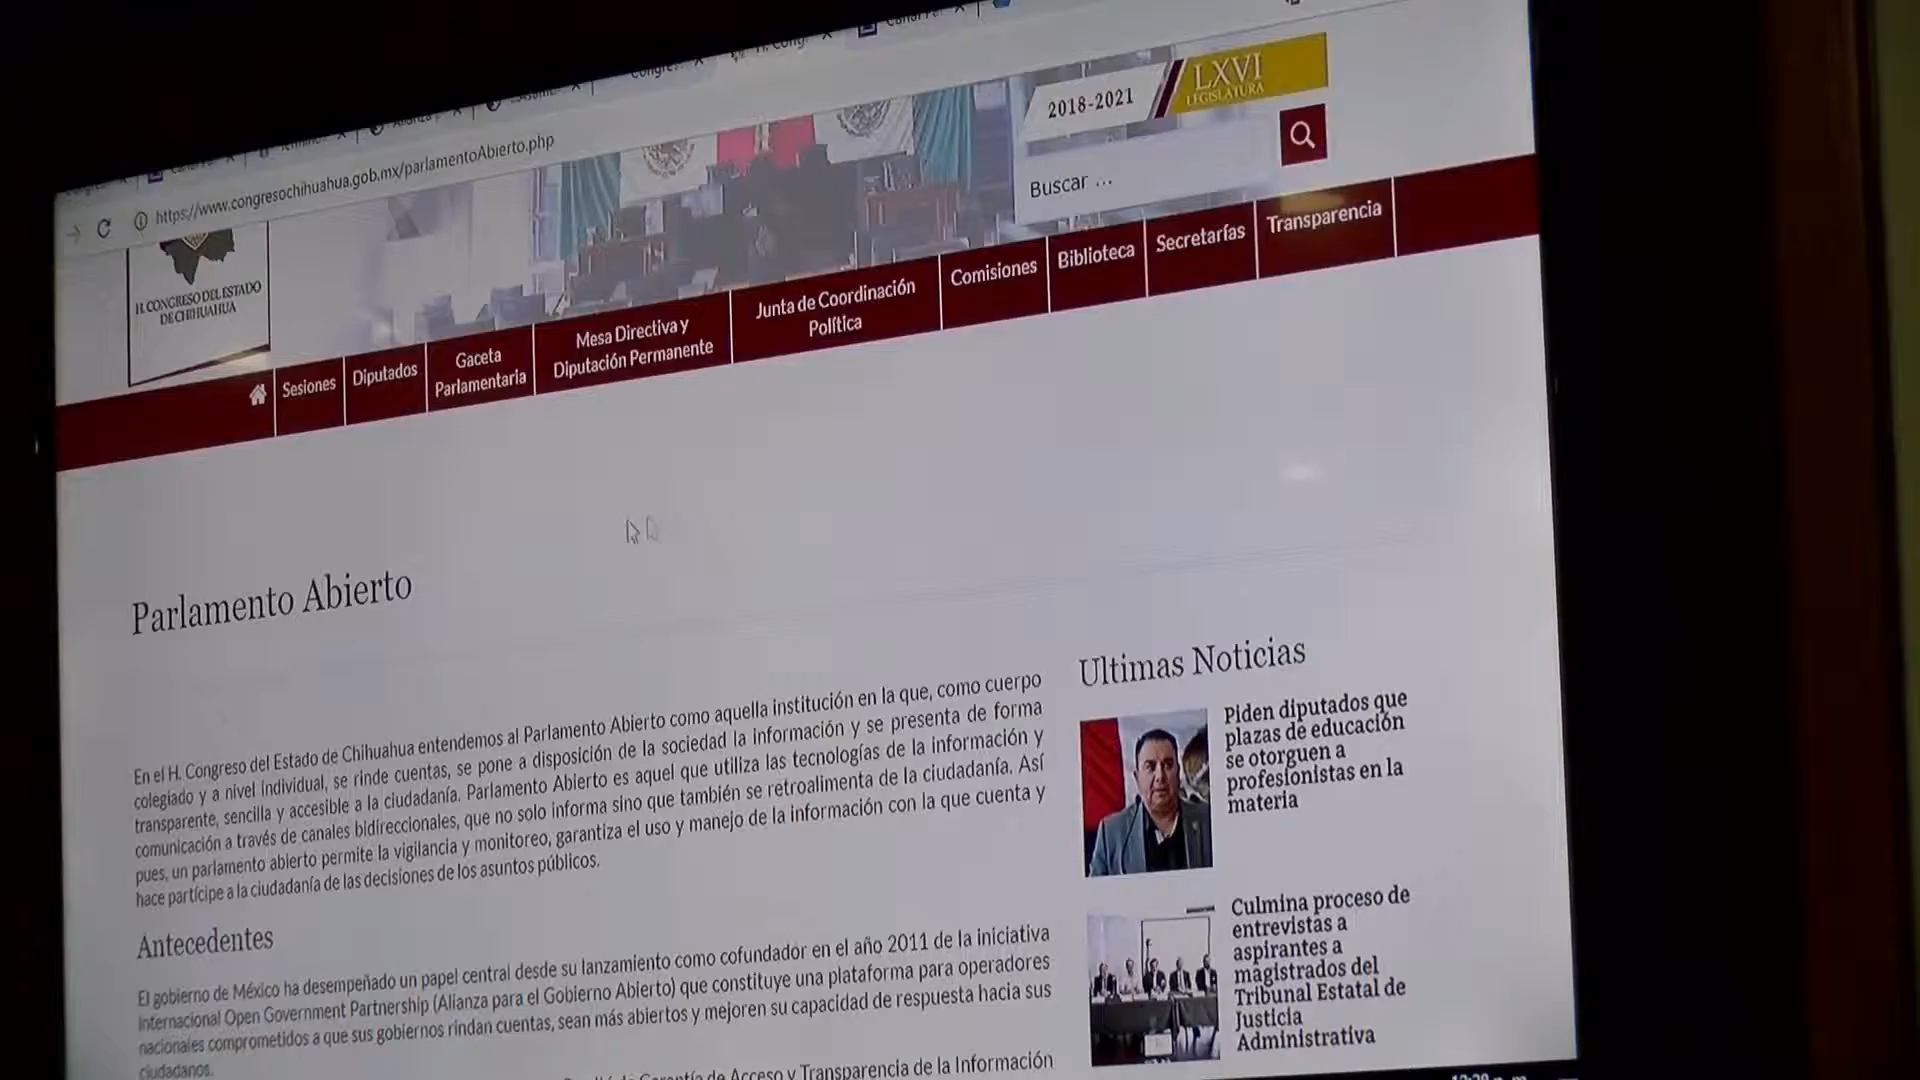 https://www.congresochihuahua.gob.mx/parlamentoAbierto.php
2018-2021
LXVI
LEGISLATURA
Buscar ...
H. CONGRESO DEL ESTADO
DE CHIHUAHUA
Sesiones
Diputados
Gaceta
Parlamentaria
Mesa Directiva y
Diputación Permanente
Junta de Coordinación
Política
Comisiones
Biblioteca
Secretarías
Transparencia
Parlamento Abierto
En el H. Congreso del Estado de Chihuahua entendemos al Parlamento Abierto como aquella institución en la que, como cuerpo
colegiado y a nivel individual, se rinde cuentas, se pone a disposición de la sociedad la información y se presenta de forma
transparente, sencilla y accesible a la ciudadanía. Parlamento Abierto es aquel que utiliza las tecnologías de la información y
comunicación a través de canales bidireccionales, que no solo informa sino que también se retroalimenta de la ciudadanía. Así
pues, un parlamento abierto permite la vigilancia y monitoreo, garantiza el uso y manejo de la información con la que cuenta y
hace partícipe a la ciudadanía de las decisiones de los asuntos públicos.
Antecedentes
El gobierno de México ha desempeñado un papel central desde su lanzamiento como cofundador en el año 2011 de la iniciativa
internacional Open Government Partnership (Alianza para el Gobierno Abierto) que constituye una plataforma para operadores
nacionales comprometidos a que sus gobiernos rindan cuentas, sean más abiertos y mejoren su capacidad de respuesta hacia sus
ciudadanos.
de Garantía de Acceso y Transparencia de la Información
Ultimas Noticias
Piden diputados que
plazas de educación
se otorguen a
profesionistas en la
materia
Culmina proceso de
entrevistas a
aspirantes a
magistrados del
Tribunal Estatal de
Justicia
Administrativa